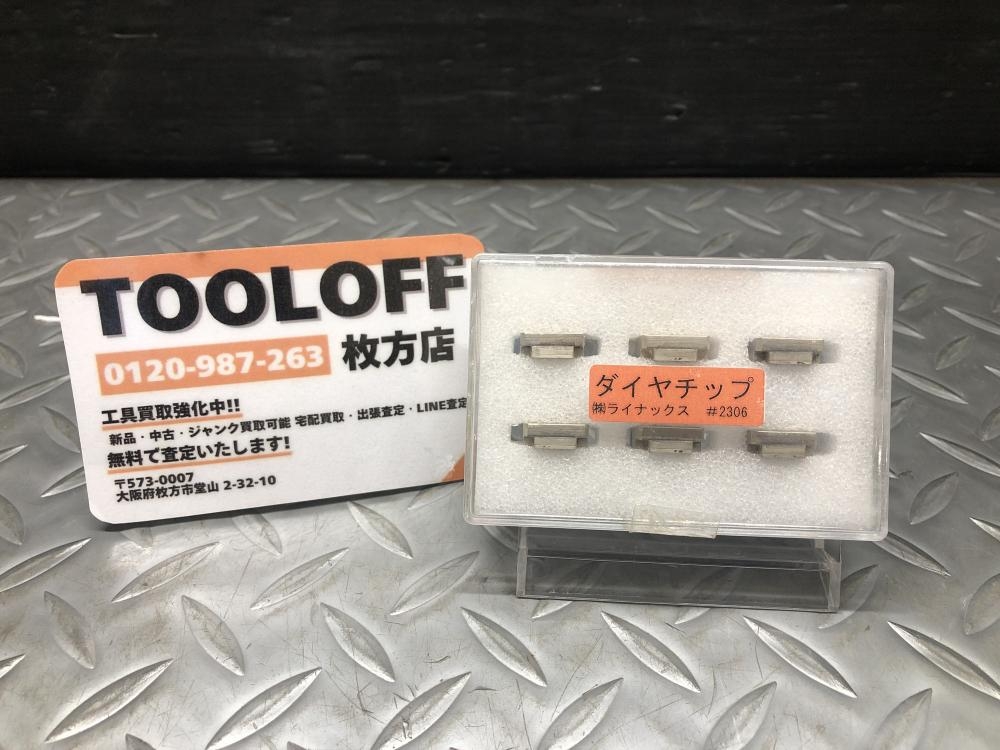 TOOLOFF
0120-987-263 枚方店
工具買取強化中!!
新品・中古・ジャンク買取可能 宅配買取・出張査定・LINE査定
無料で査定いたします!
〒573-0007
大阪府枚方市堂山 2-32-10
ダイヤチップ
㈱ライナックス #2306